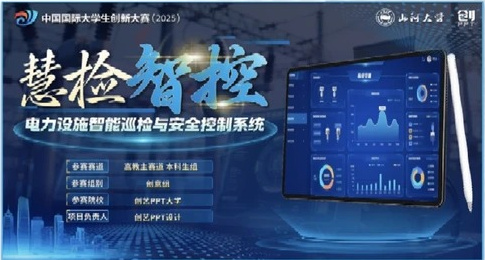 中国国际大学生创新大赛（2025）
山河大学
创
PPT
慧检智控
电力设施智能巡检与安全控制系统
参赛赛道 高教主赛道 本科生组
参赛组别 创意组
参赛院校 创艺PPT大学
项目负责人 创艺PPT设计